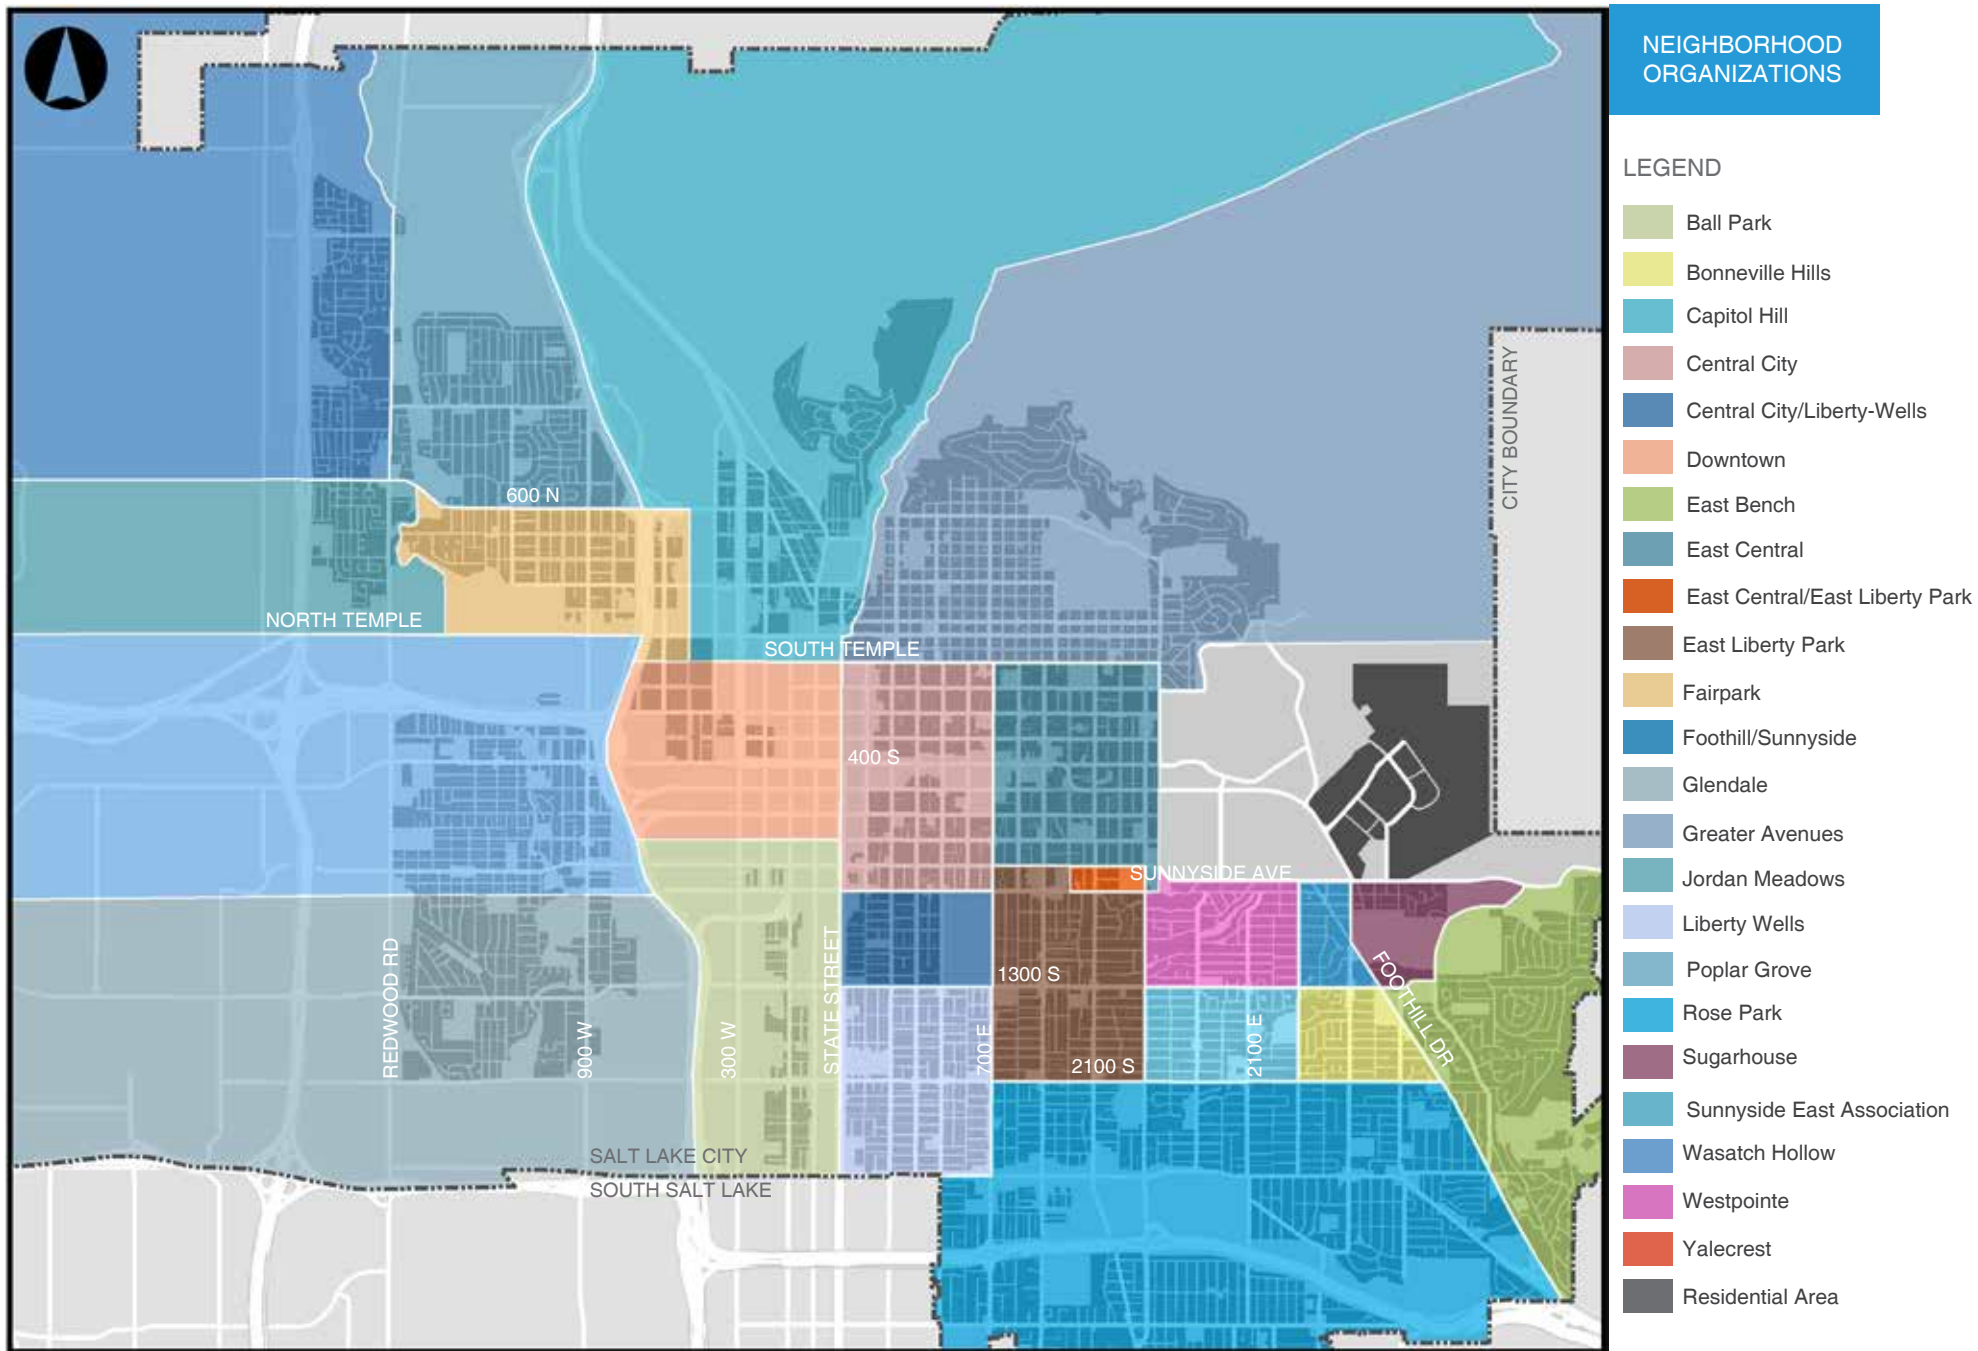 NEIGHBORHOOD
ORGANIZATIONS
LEGEND
Ball Park
Bonneville Hills
Capitol Hill
Central City
Central City/Liberty-Wells
Downtown
East Bench
East Central
East Central/East Liberty Park
East Liberty Park
Fairpark
Foothill/Sunnyside
Glendale
Greater Avenues
Jordan Meadows
Liberty Wells
Poplar Grove
Rose Park
Sugarhouse
Sunnyside East Association
Wasatch Hollow
Westpointe
Yalecrest
Residential Area
CITY BOUNDARY
600 N
NORTH TEMPLE
SOUTH TEMPLE
400 S
SUNNYSIDE AVE
REDWOOD RD
900 W
300 W
STATE STREET
700 E
1300 S
2100 S
2100 E
FOOTHILL DR
SALT LAKE CITY
SOUTH SALT LAKE